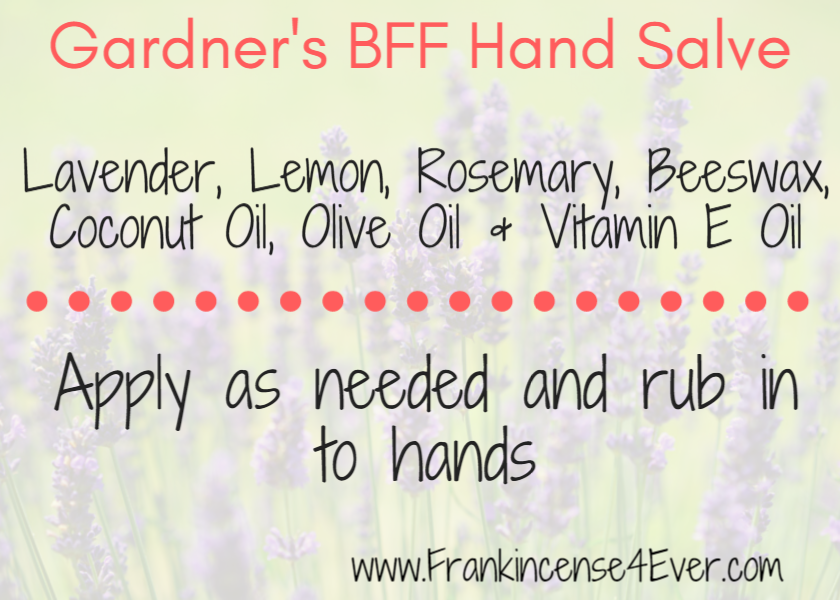 Gardner's BFF Hand Salve
Lavender, Lemon, Rosemary, Beeswax,
Coconut Oil, Olive Oil & Vitamin E Oil
Apply as needed and rub in
to hands
www.Frankincense4Ever.com